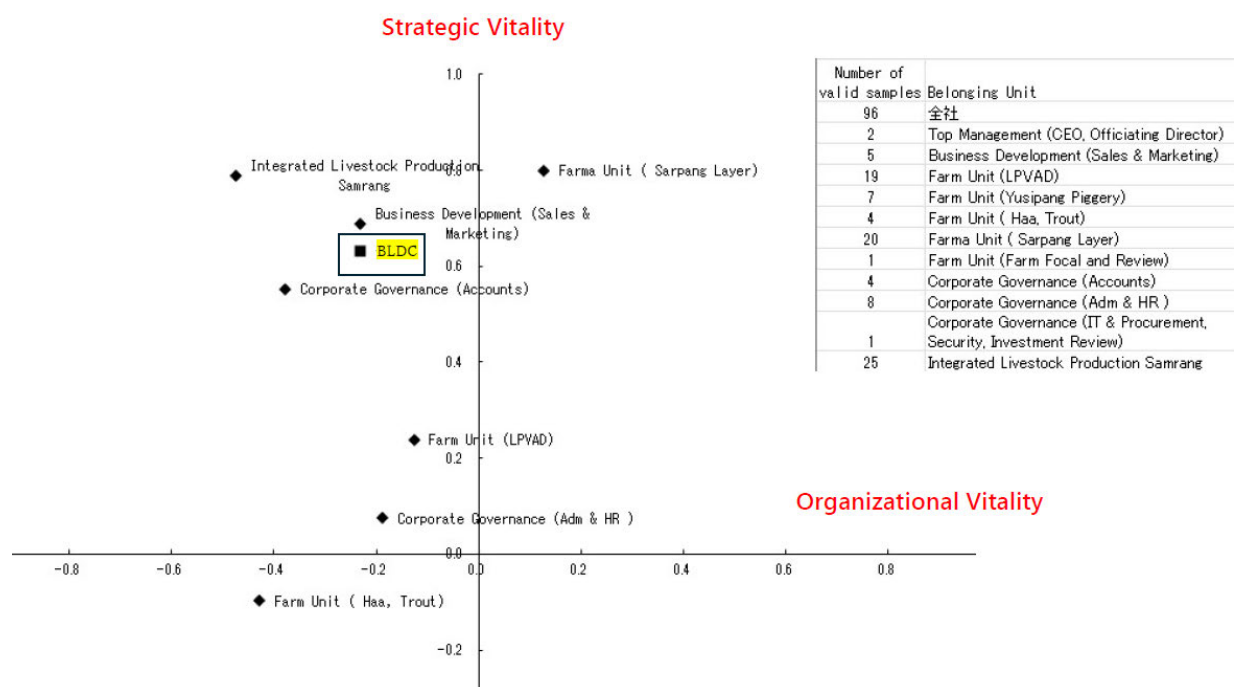 Strategic Vitality
1.0
Integrated Livestock Production
Samrang
0.8
Farma Unit ( Sarpang Layer)
Business Development (Sales &
Marketing)
BLDC
0.6
Corporate Governance (Accounts)
0.4
Farm Unit (LPVAD)
0.2
Organizational Vitality
Corporate Governance (Adm & HR )
0.0
-0.8
-0.6
-0.4
-0.2
0.0
0.2
0.4
0.6
0.8
Farm Unit ( Haa, Trout)
-0.2
Number of
valid samples Belonging Unit
96 全社
2 Top Management (CEO, Officiating Director)
5 Business Development (Sales & Marketing)
19 Farm Unit (LPVAD)
7 Farm Unit (Yusipang Piggery)
4 Farm Unit ( Haa, Trout)
20 Farma Unit ( Sarpang Layer)
1 Farm Unit (Farm Focal and Review)
4 Corporate Governance (Accounts)
8 Corporate Governance (Adm & HR )
Corporate Governance (IT & Procurement,
1 Security, Investment Review)
25 Integrated Livestock Production Samrang